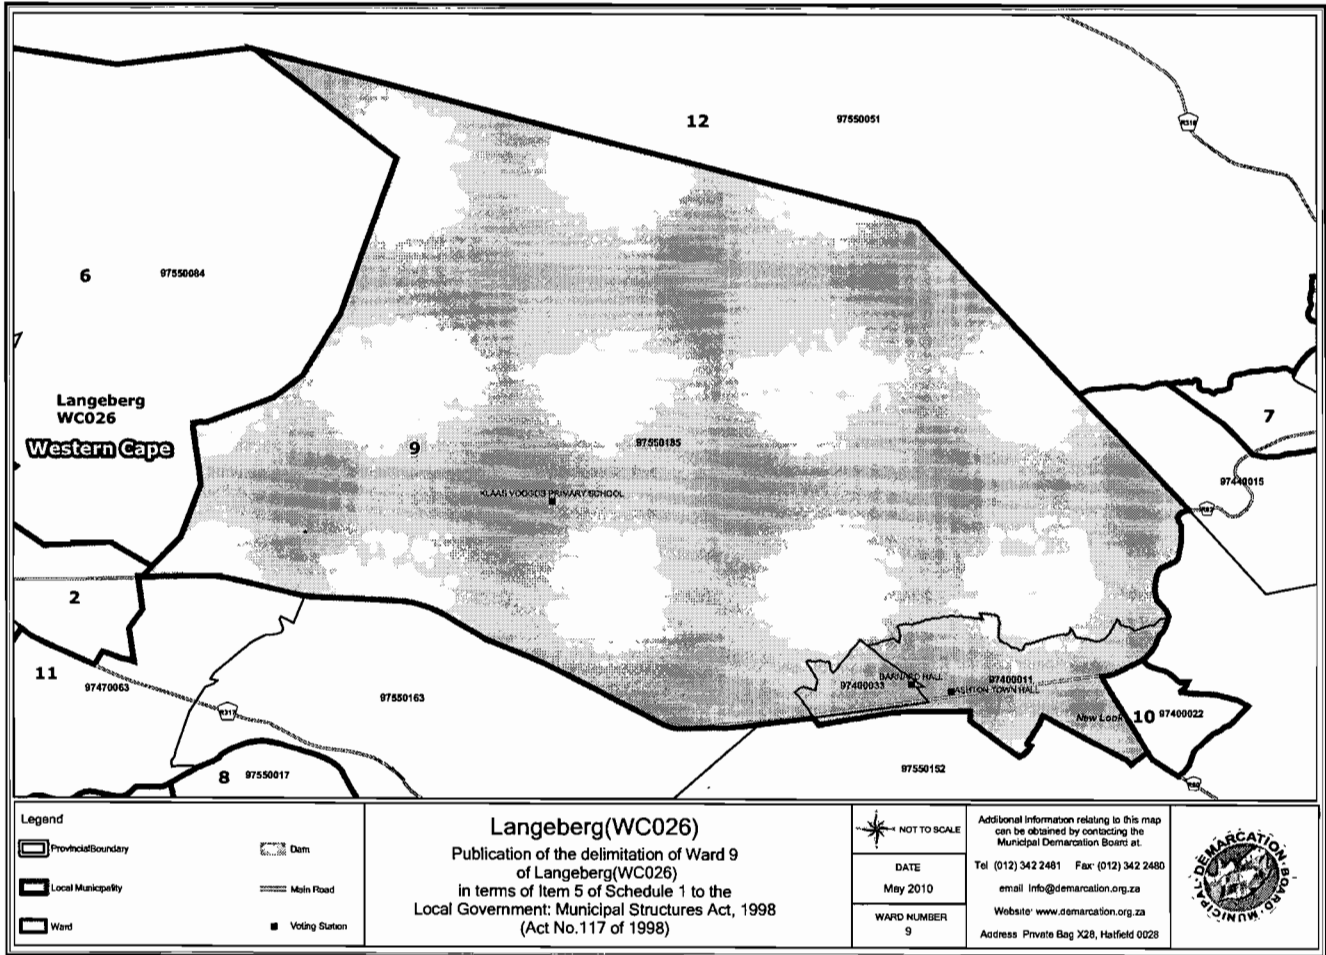 12
97550051
R318
6
97550084
Langeberg
WC026
Western Cape
7
9
97550185
97440015
KLAAS VOOGDS PRIMARY SCHOOL
2
11
97470063
97550163
R317
97400033
BARNARD HALL
97400011
ASHTON TOWN HALL
New Look
10
97400022
8
97550017
97550152
Legend
ProvincialBoundary
Dam
Local Municipality
Main Road
Ward
Voting Station
Langeberg(WC026)
Publication of the delimitation of Ward 9
of Langeberg(WC026)
in terms of Item 5 of Schedule 1 to the
Local Government: Municipal Structures Act, 1998
(Act No.117 of 1998)
NOT TO SCALE
DATE
May 2010
WARD NUMBER
9
Additional Information relating to this map
can be obtained by contacting the
Municipal Demarcation Board at.
Tel (012) 342 2481 Fax (012) 342 2480
email info@demarcation.org.za
Website www.demarcation.org.za
Address Private Bag X28, Hatfield 0028
MUNICIPAL DEMARCATION BOARD